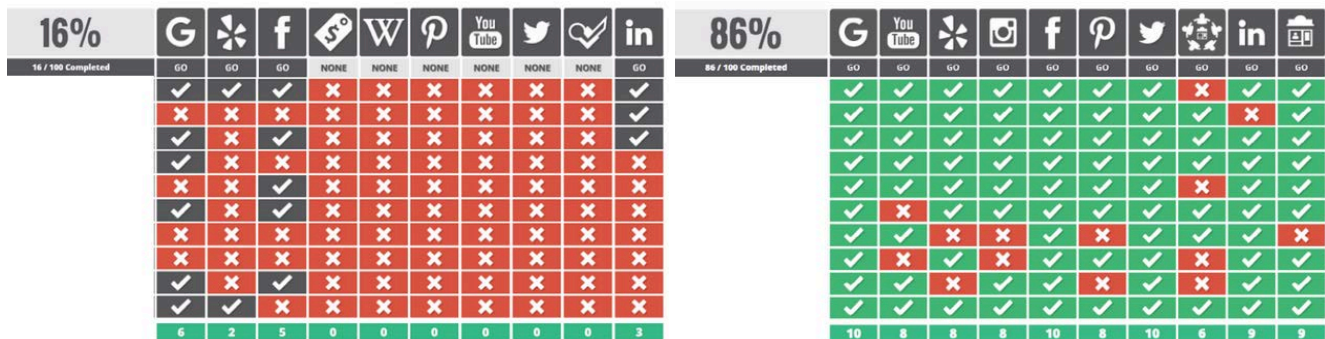 16%
G f $ W You Tube in
16 / 100 Completed GO GO GO NONE NONE NONE NONE NONE NONE GO
6 2 5 0 0 0 0 0 0 3
86%
G You Tube f in
86 / 100 Completed GO GO GO GO GO GO GO GO GO GO
10 8 8 8 10 8 10 6 9 9